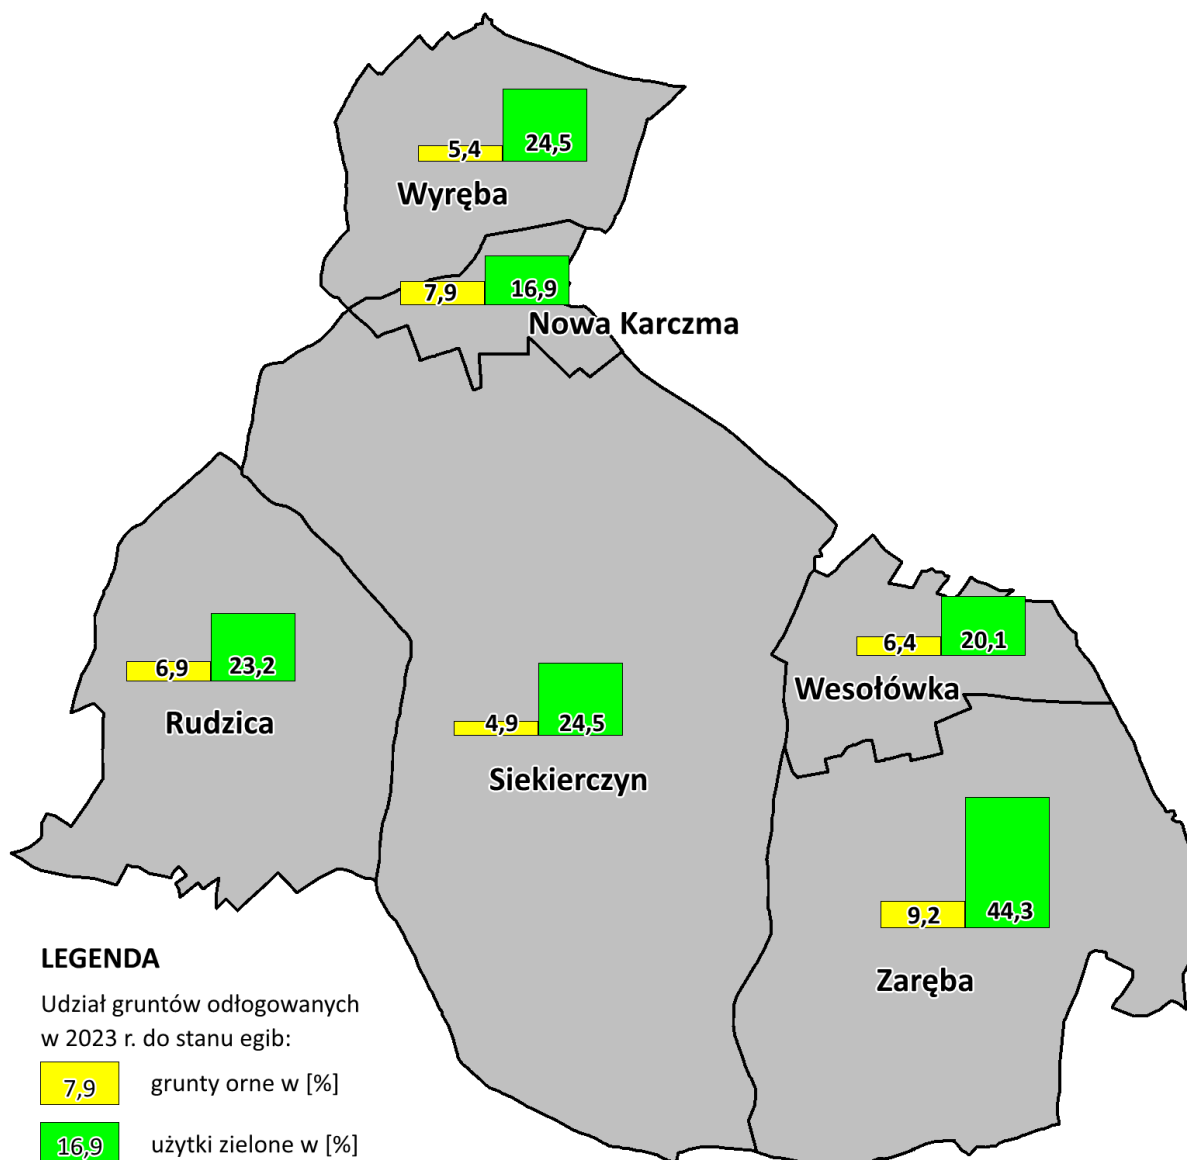 5,4
24,5
Wyręba
7,9
16,9
Nowa Karczma
6,4
20,1
Wesołówka
6,9
23,2
Rudzica
4,9
24,5
Siekierczyn
9,2
44,3
Zaręba
LEGENDA
Udział gruntów odłogowanych
w 2023 r. do stanu egib:
7,9 grunty orne w [%]
16,9 użytki zielone w [%]